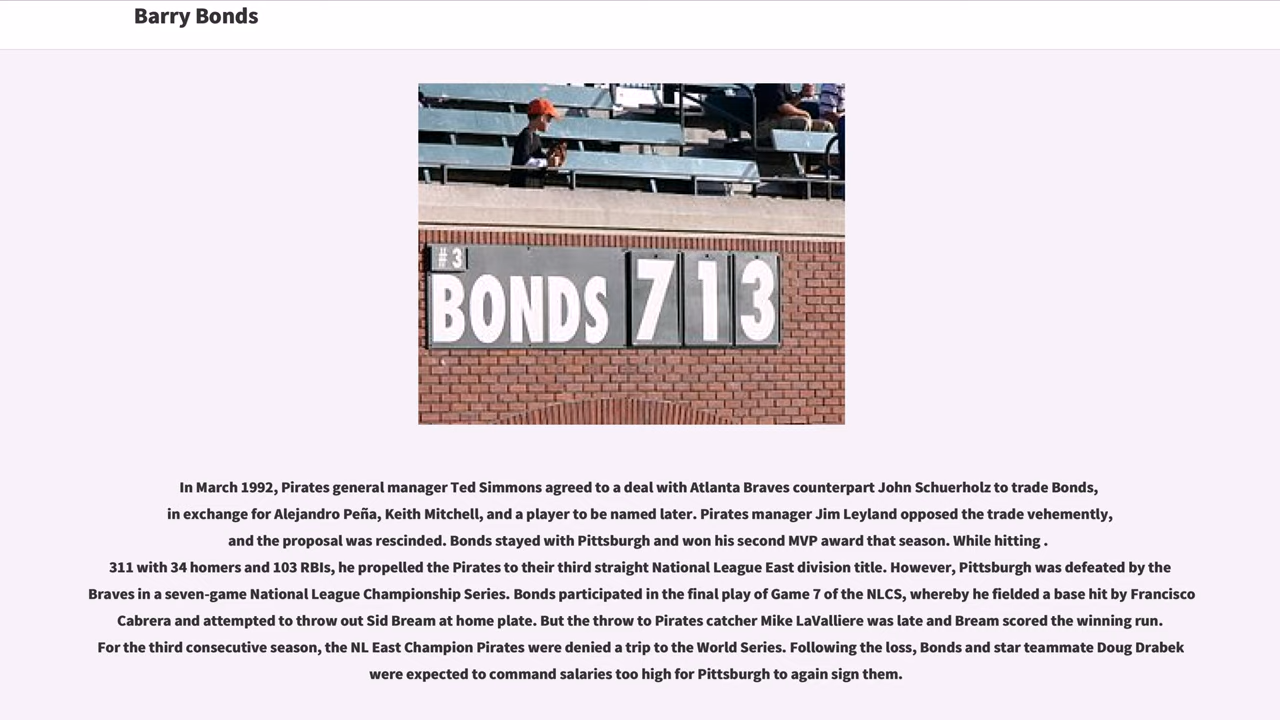 Barry Bonds
# 3
BONDS 713
In March 1992, Pirates general manager Ted Simmons agreed to a deal with Atlanta Braves counterpart John Schuerholz to trade Bonds,
in exchange for Alejandro Peña, Keith Mitchell, and a player to be named later. Pirates manager Jim Leyland opposed the trade vehemently,
and the proposal was rescinded. Bonds stayed with Pittsburgh and won his second MVP award that season. While hitting .
311 with 34 homers and 103 RBIs, he propelled the Pirates to their third straight National League East division title. However, Pittsburgh was defeated by the
Braves in a seven-game National League Championship Series. Bonds participated in the final play of Game 7 of the NLCS, whereby he fielded a base hit by Francisco
Cabrera and attempted to throw out Sid Bream at home plate. But the throw to Pirates catcher Mike LaValliere was late and Bream scored the winning run.
For the third consecutive season, the NL East Champion Pirates were denied a trip to the World Series. Following the loss, Bonds and star teammate Doug Drabek
were expected to command salaries too high for Pittsburgh to again sign them.